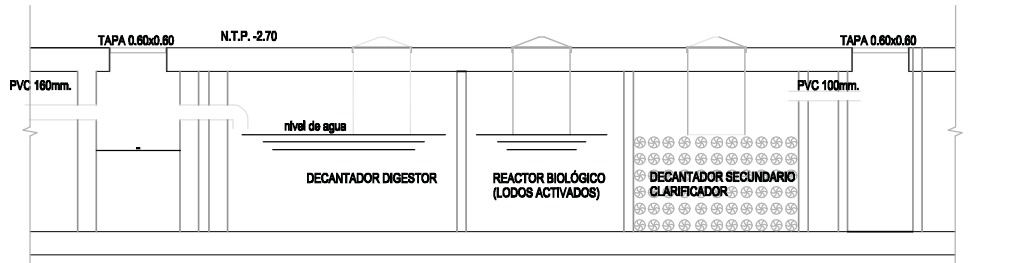 TAPA 0.60x0.60
N.T.P. -2.70
TAPA 0.60x0.60
PVC 160mm.
PVC 100mm.
nivel de agua
DECANTADOR DIGESTOR
REACTOR BIOLÓGICO
(LODOS ACTIVADOS)
DECANTADOR SECUNDARIO
CLARIFICADOR